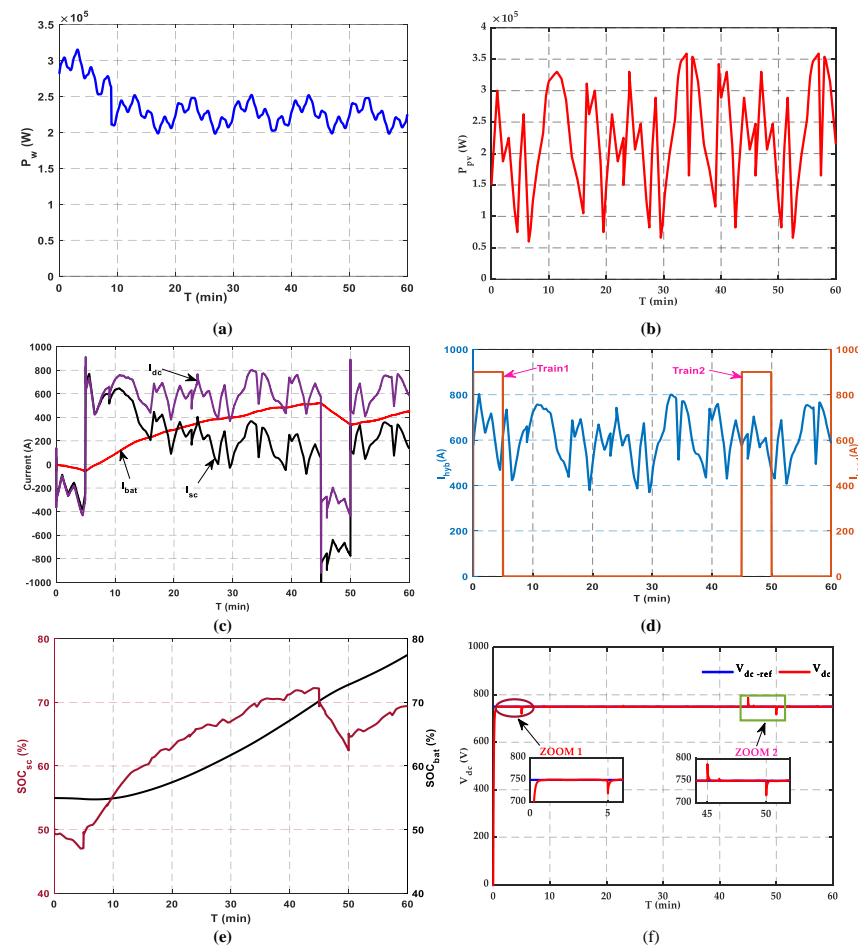 ×10⁵
3.5
3
2.5
2
1.5
1
0.5
0
P_w (W)
0 10 20 30 40 50 60
T (min)
(a)
×10⁵
4
3.5
3
2.5
2
1.5
1
0.5
0
P_pv (W)
0 10 20 30 40 50 60
T (min)
(b)
1000
800
600
400
200
0
-200
-400
-600
-800
-1000
Current (A)
I_dc
I_bat
I_sc
0 10 20 30 40 50 60
T (min)
(c)
1000
800
600
400
200
0
I_hyb(A)
Train1
Train2
1000
800
600
400
200
0
(A)
0 10 20 30 40 50 60
T (min)
(d)
80
70
60
50
40
SOC_sc (%)
80
70
60
50
40
SOC_bat (%)
0 10 20 30 40 50 60
T (min)
(e)
1000
800
600
400
200
0
V_dc (V)
V_dc -ref V_dc
ZOOM 1
ZOOM 2
800
750
700
0 5
800
750
700
45 50
0 10 20 30 40 50 60
T (min)
(f)